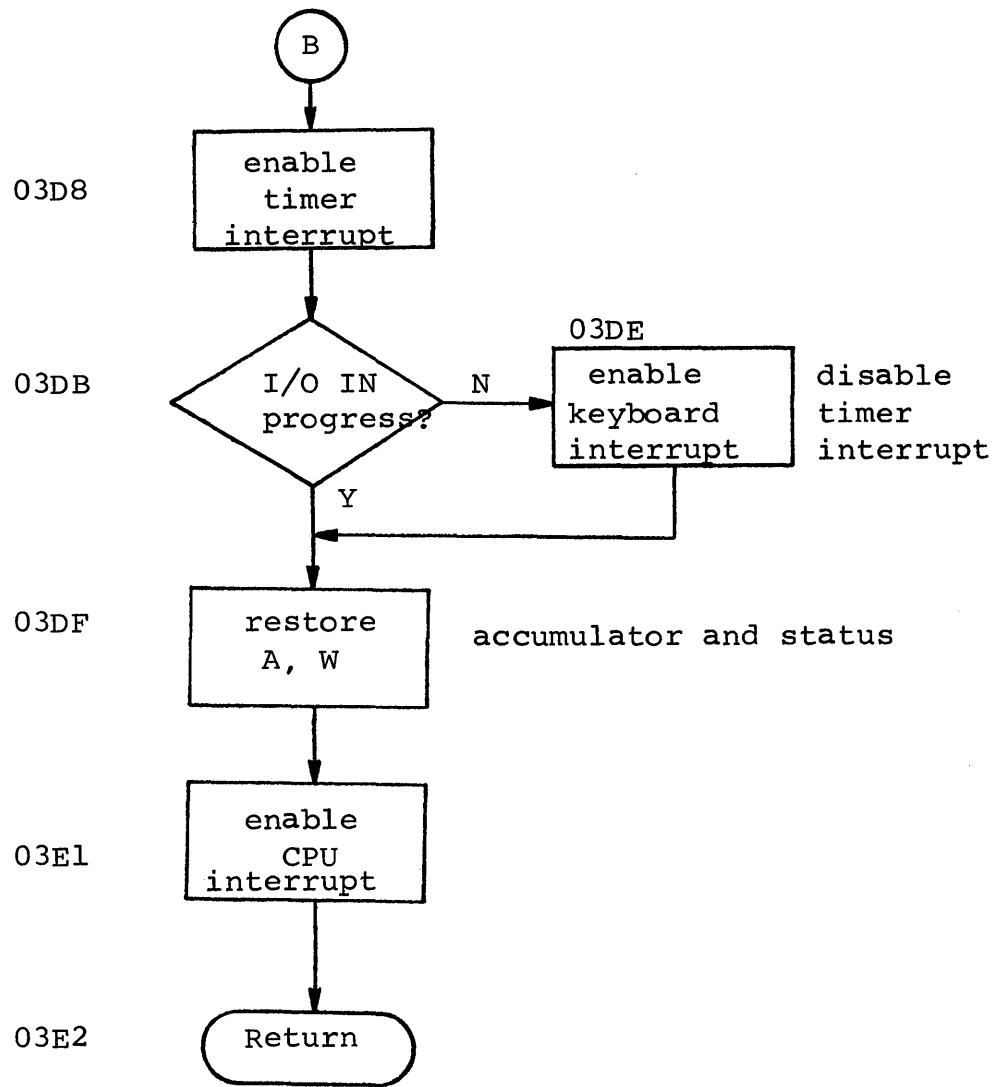 B
03D8
enable
timer
interrupt
03DB
I/O IN
progress?
N
Y
03DE
enable
keyboard
interrupt
disable
timer
interrupt
03DF
restore
A, W
accumulator and status
03E1
enable
CPU
interrupt
03E2
Return